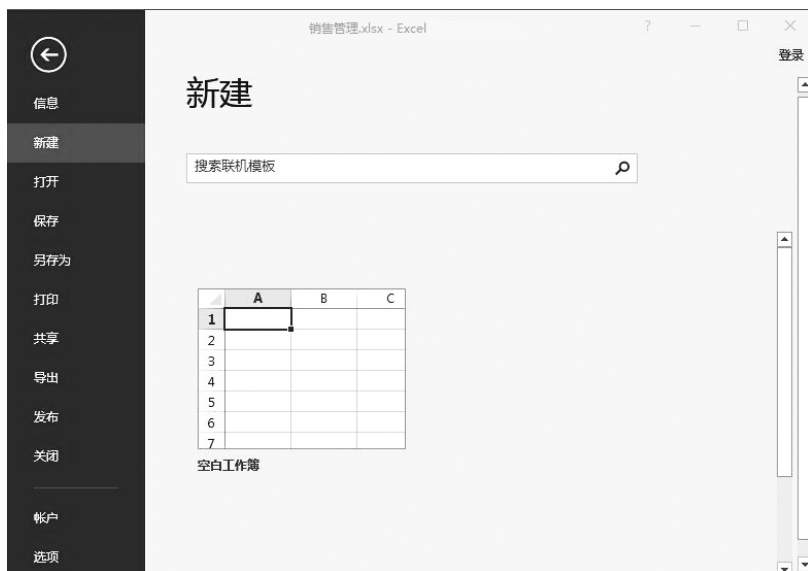 销售管理.xlsx - Excel
?
登录
信息
新建
打开
保存
另存为
打印
共享
导出
发布
关闭
帐户
选项
新建
搜索联机模板
A B C
1
2
3
4
5
6
7
空白工作簿